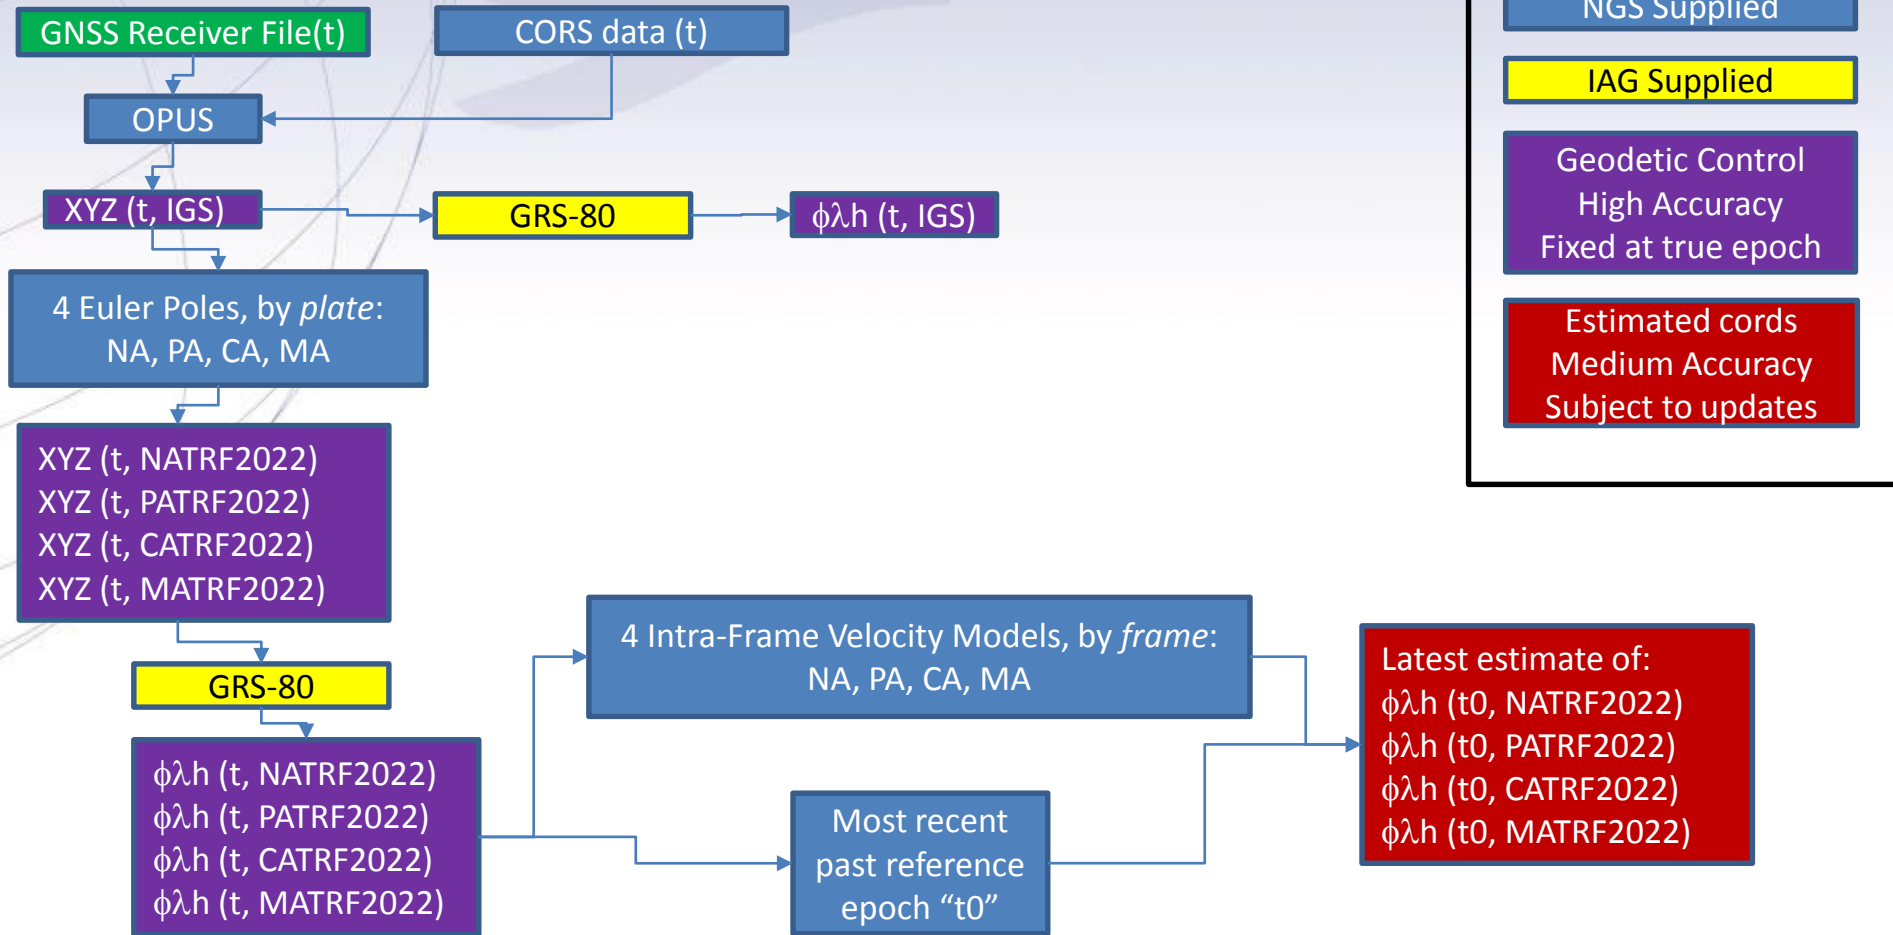 GNSS Receiver File(t)
CORS data (t)
OPUS
XYZ (t, IGS)
GRS-80
ϕλh (t, IGS)
4 Euler Poles, by plate:
NA, PA, CA, MA
XYZ (t, NATRF2022)
XYZ (t, PATRF2022)
XYZ (t, CATRF2022)
XYZ (t, MATRF2022)
GRS-80
ϕλh (t, NATRF2022)
ϕλh (t, PATRF2022)
ϕλh (t, CATRF2022)
ϕλh (t, MATRF2022)
4 Intra-Frame Velocity Models, by frame:
NA, PA, CA, MA
Most recent
past reference
epoch “t0”
Latest estimate of:
ϕλh (t0, NATRF2022)
ϕλh (t0, PATRF2022)
ϕλh (t0, CATRF2022)
ϕλh (t0, MATRF2022)
NGS Supplied
IAG Supplied
Geodetic Control
High Accuracy
Fixed at true epoch
Estimated cords
Medium Accuracy
Subject to updates